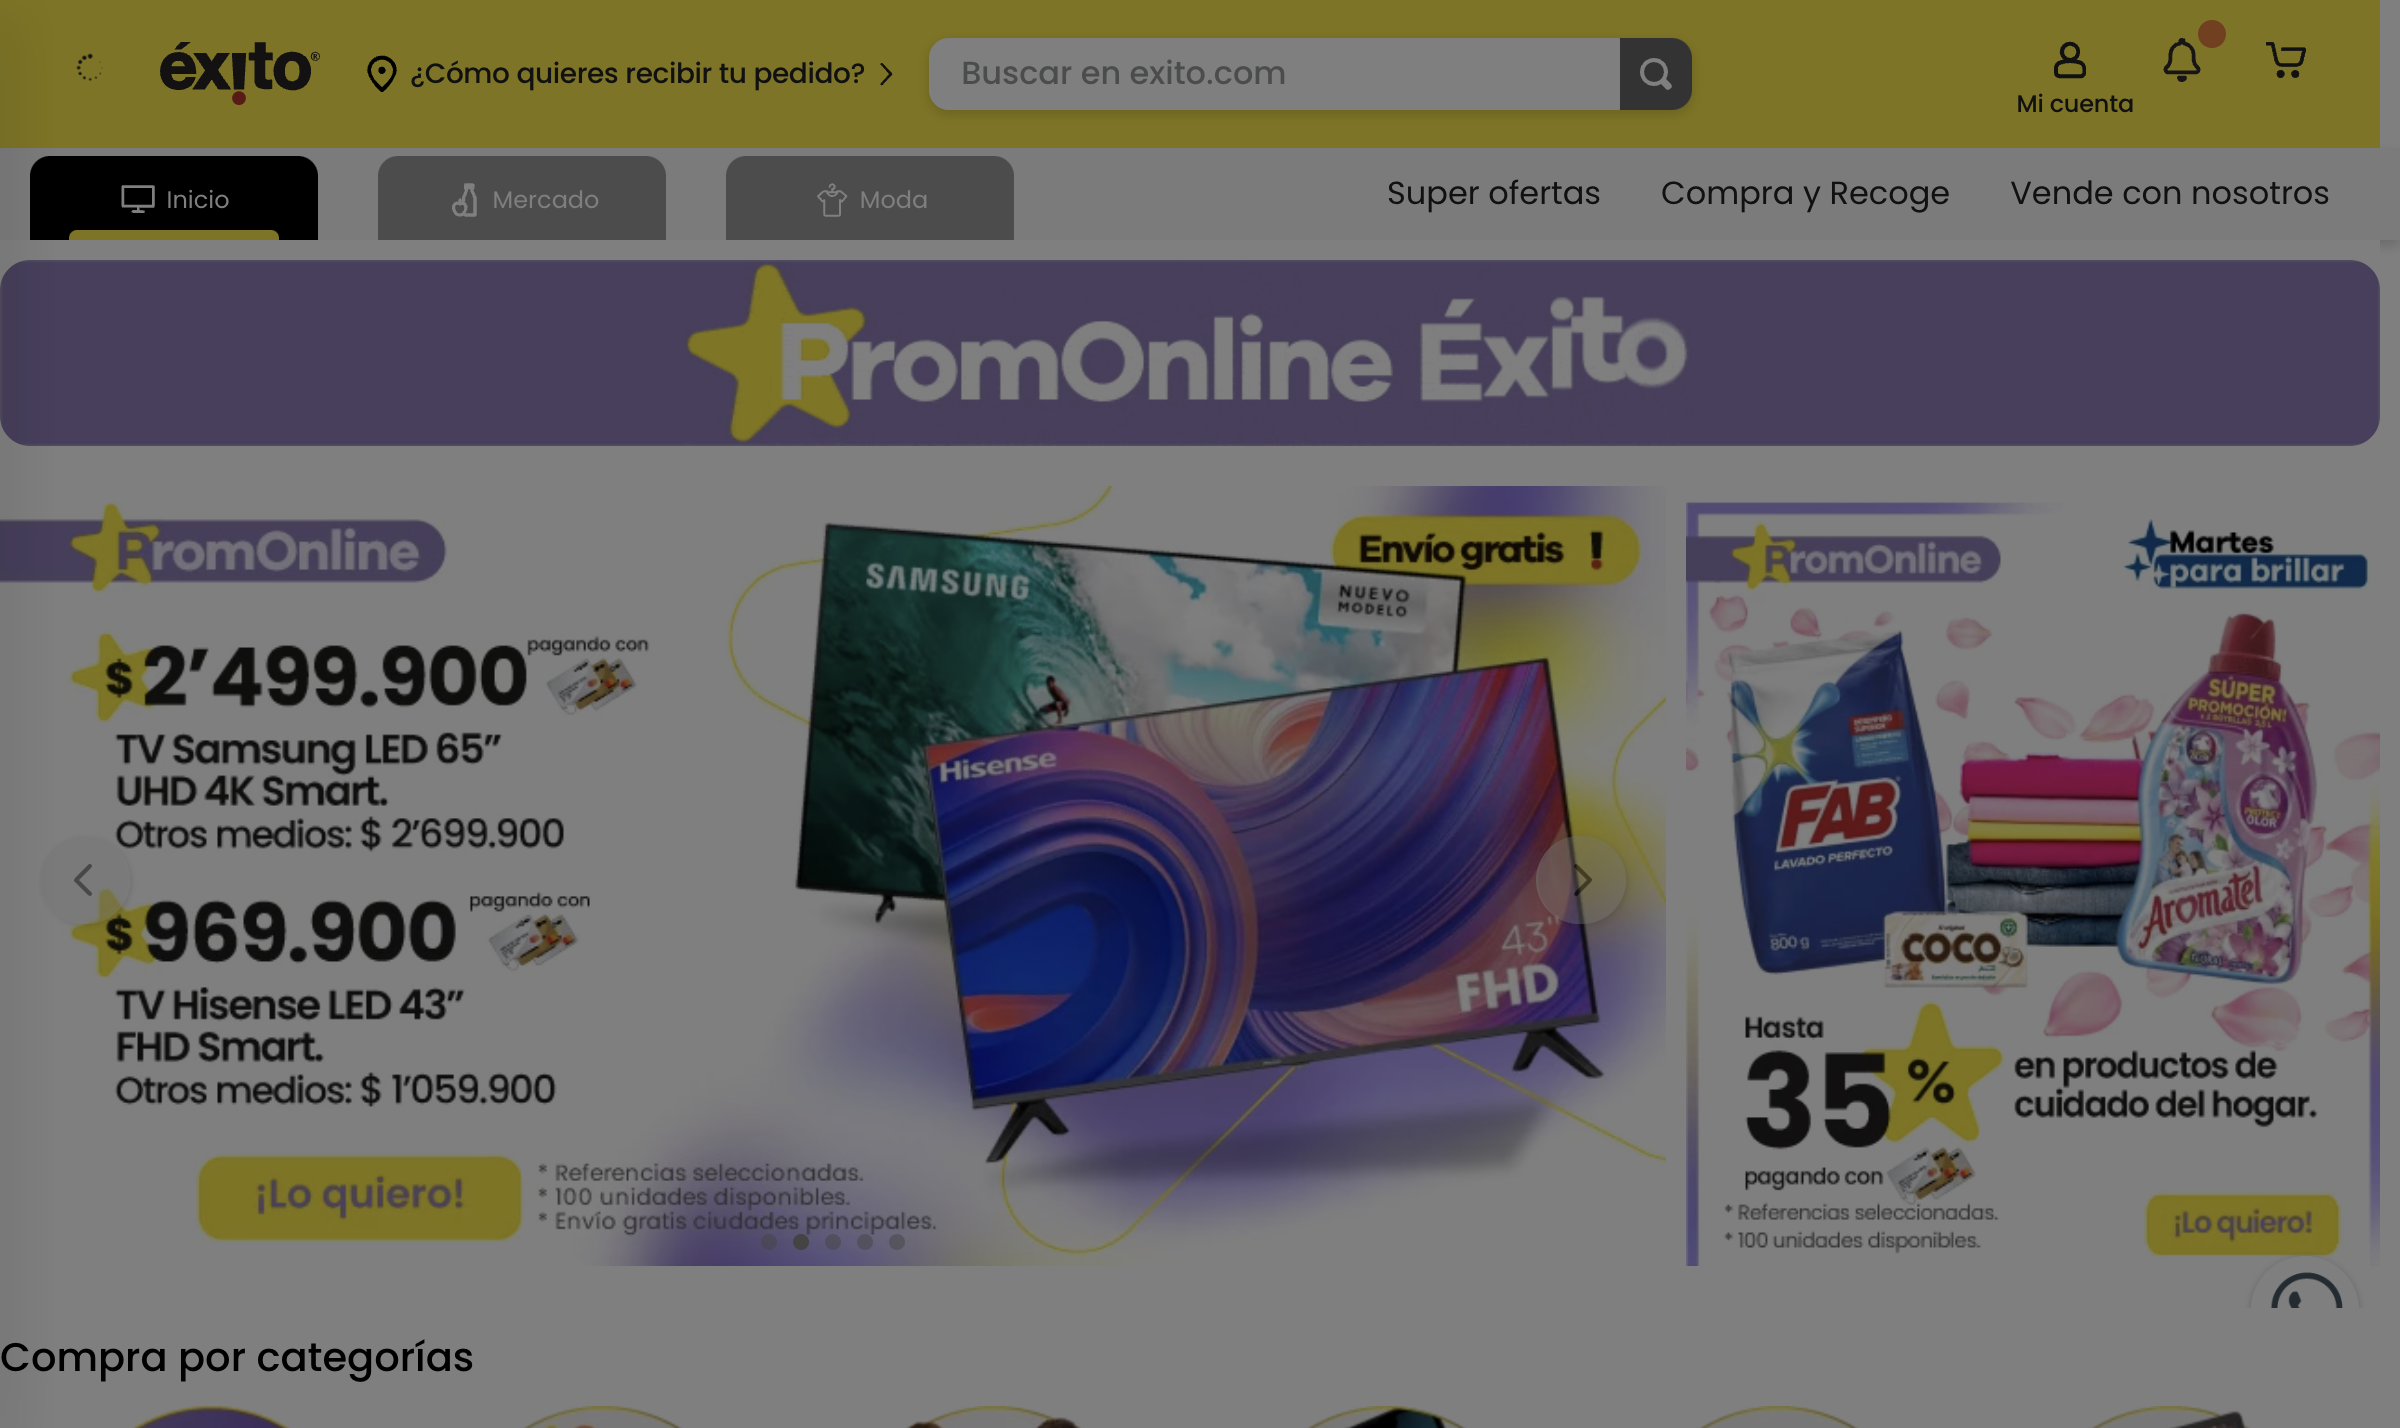 éxito®
¿Cómo quieres recibir tu pedido?
Buscar en exito.com
Mi cuenta
Inicio
Mercado
Moda
Super ofertas
Compra y Recoge
Vende con nosotros
PromOnline Éxito
PromOnline
$2’499.900
pagando con
TV Samsung LED 65”
UHD 4K Smart.
Otros medios: $ 2’699.900
$969.900
pagando con
TV Hisense LED 43”
FHD Smart.
Otros medios: $ 1’059.900
¡Lo quiero!
* Referencias seleccionadas.
* 100 unidades disponibles.
* Envío gratis ciudades principales.
Envío gratis !
SAMSUNG
NUEVO
MODELO
Hisense
43"
FHD
PromOnline
Martes
para brillar
FAB
LAVADO PERFECTO
800 g
COCO
SÚPER
PROMOCIÓN!
OLOR
Aromatel
Hasta
35%
en productos de
cuidado del hogar.
pagando con
* Referencias seleccionadas.
* 100 unidades disponibles.
¡Lo quiero!
Compra por categorías